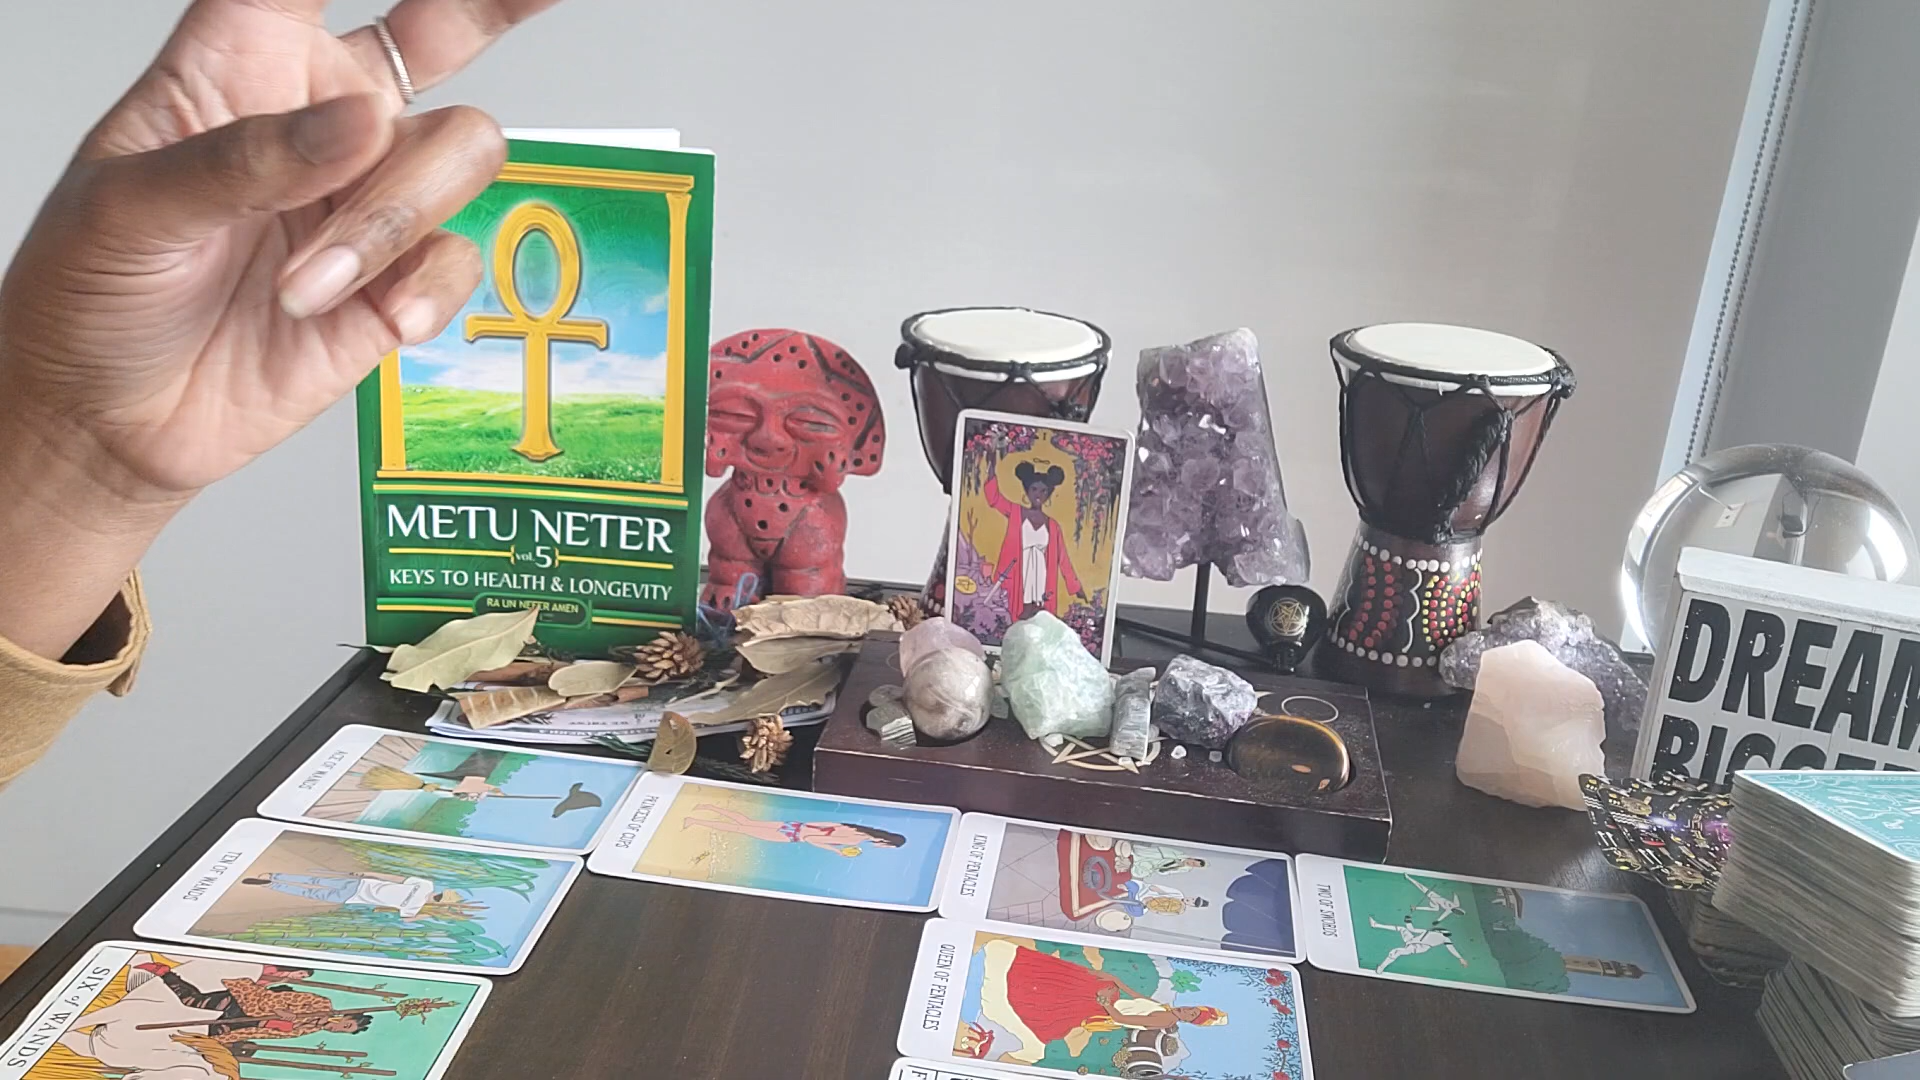 METU NETER
vol. 5
KEYS TO HEALTH & LONGEVITY
RA UN NEFER AMEN
I
DREAM
BIGGE
ACE OF WANDS
PRINCESS OF CUPS
KING OF PENTACLES
TWO OF SWORDS
TEN OF WANDS
QUEEN OF PENTACLES
SIX of WANDS
F